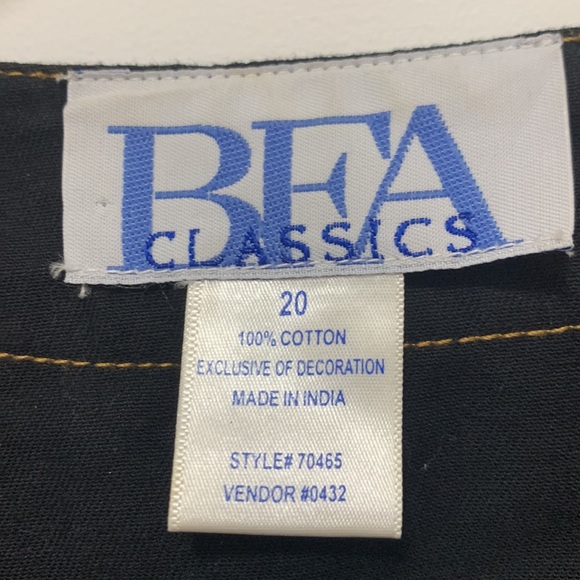 BFA
CLASSICS
20
100% COTTON
EXCLUSIVE OF DECORATION
MADE IN INDIA
STYLE# 70465
VENDOR #0432